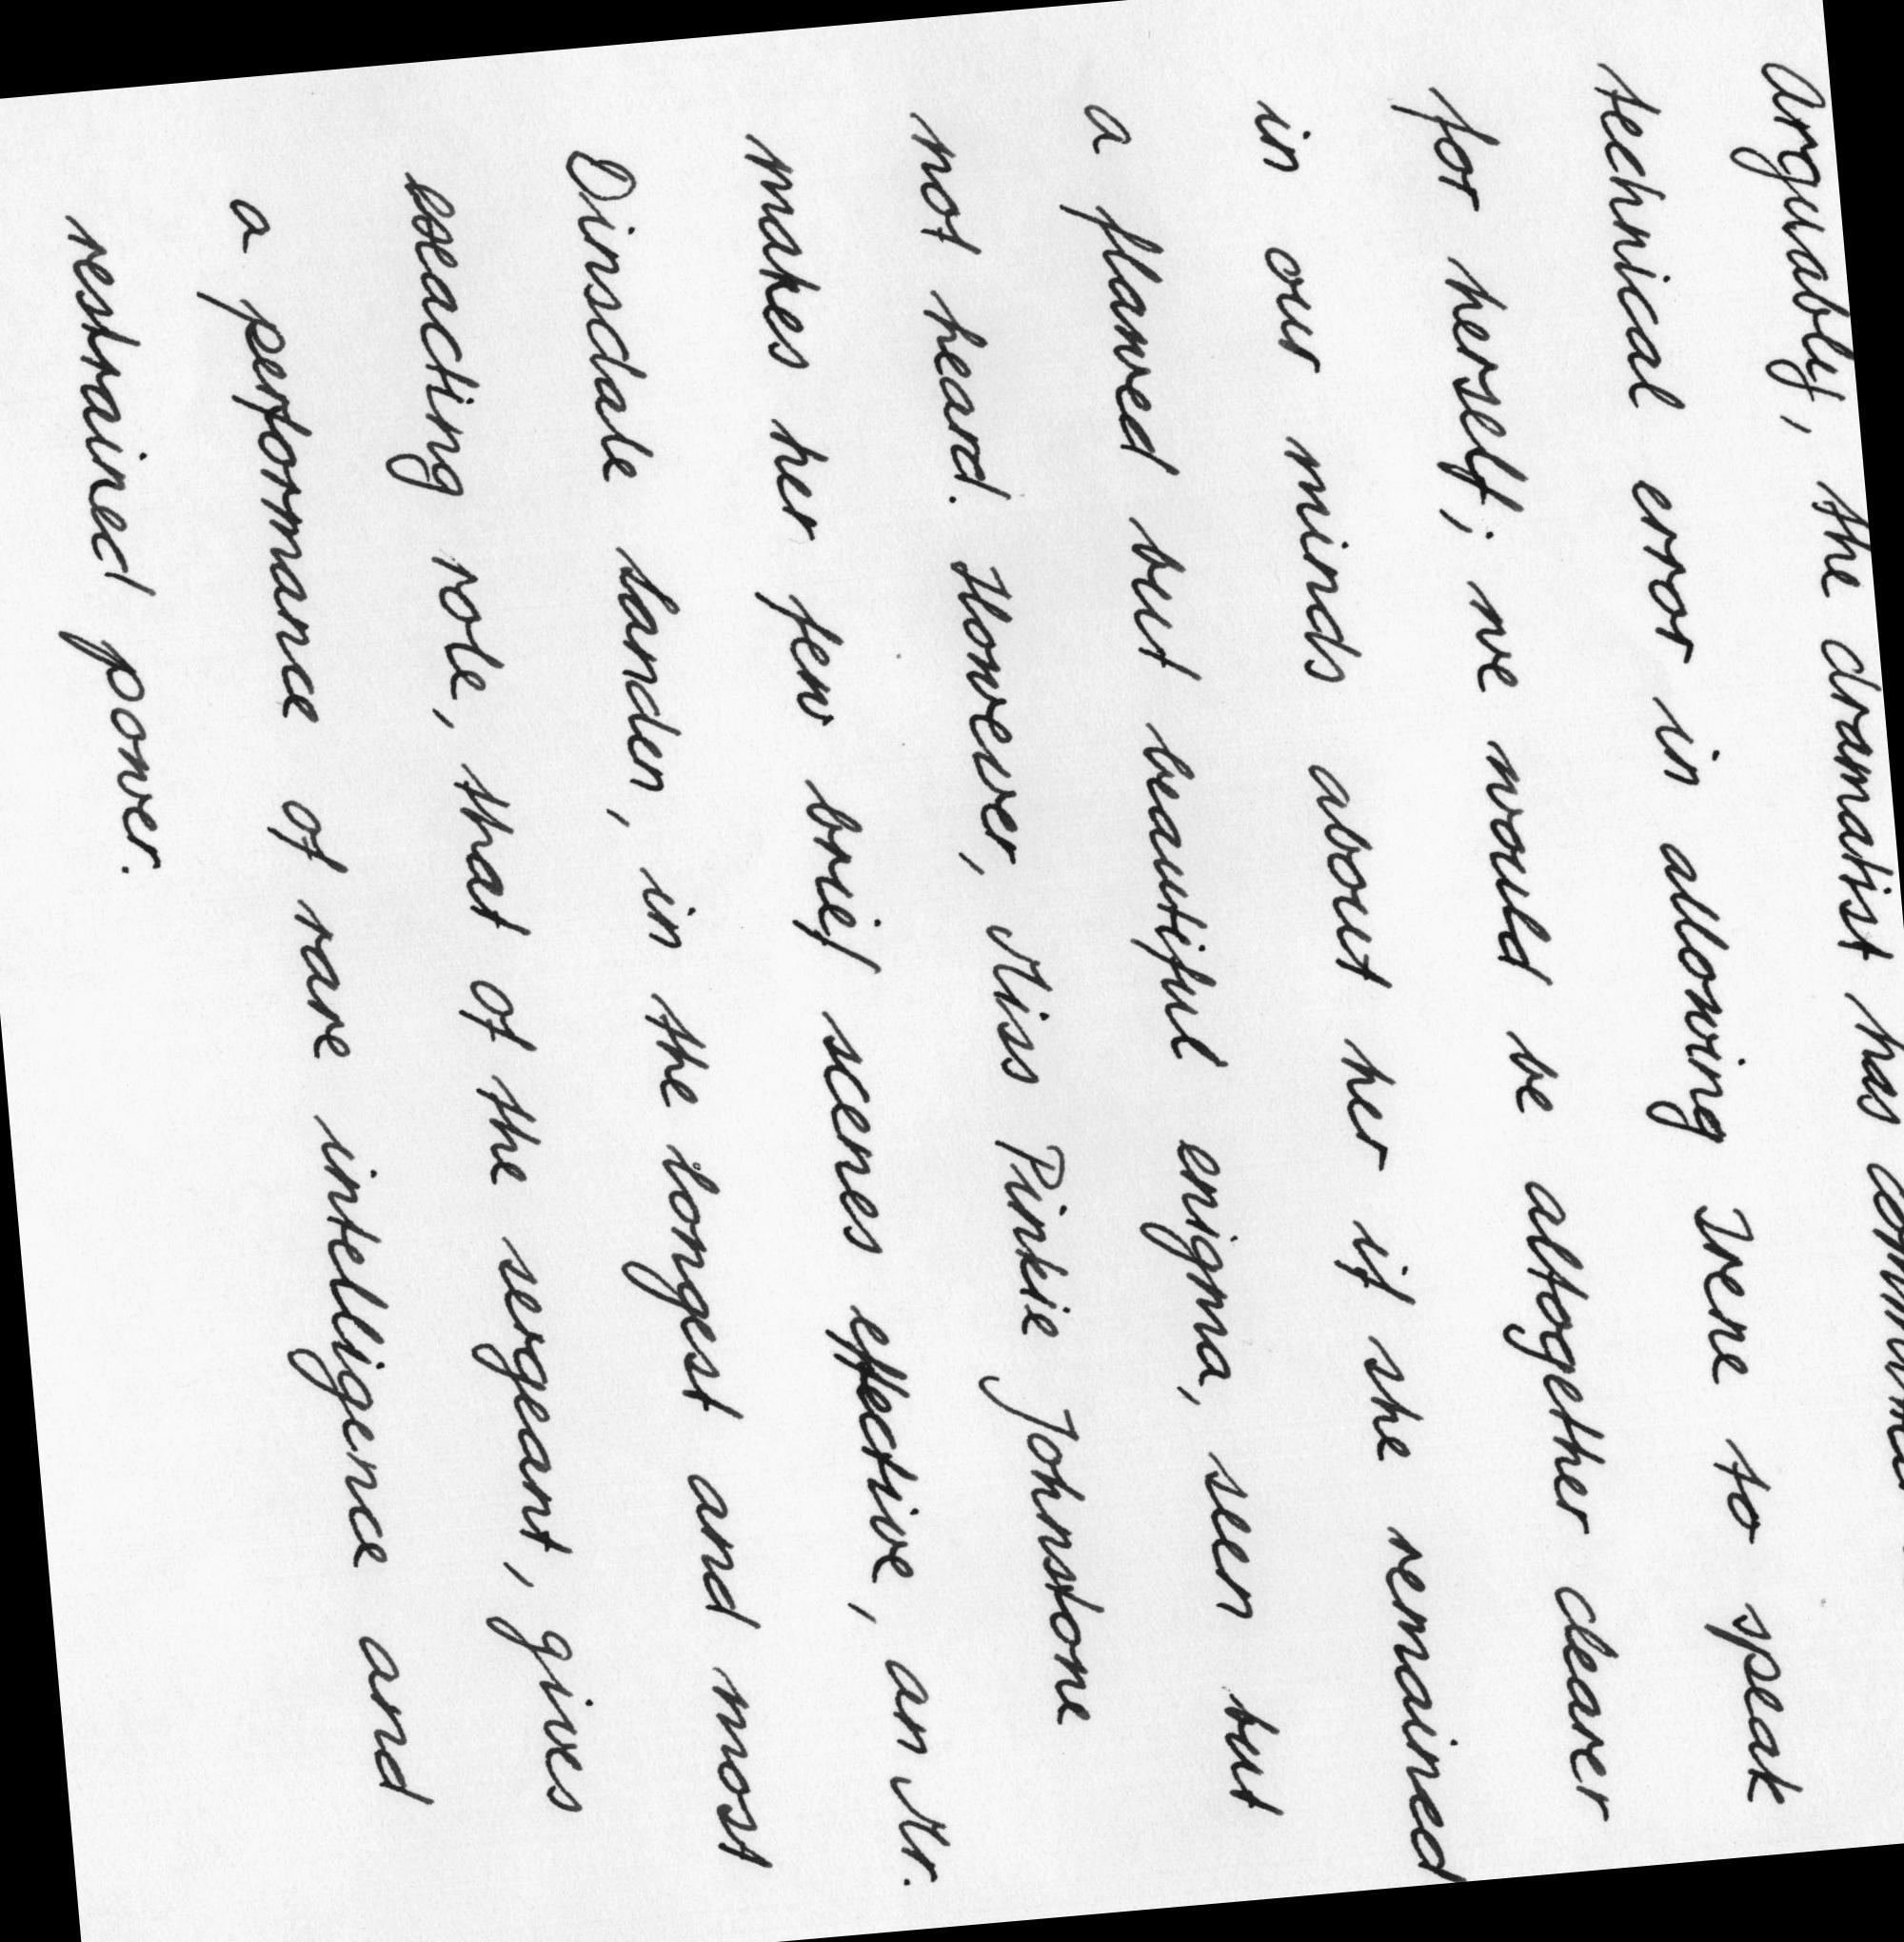 Arguably, the dramatist has
technical error in allowing Irene to speak
for herself; we would be altogether clearer
in our minds about her if she remained
a flawed but beautiful enigma, seen but
not heard. However, Miss Pinkie Johnstone
makes her few brief scenes effective, an Mr.
Dinsdale Landen, in the longest and most
exacting role, that of the sergeant, gives
a performance of rare intelligence and
restrained power.